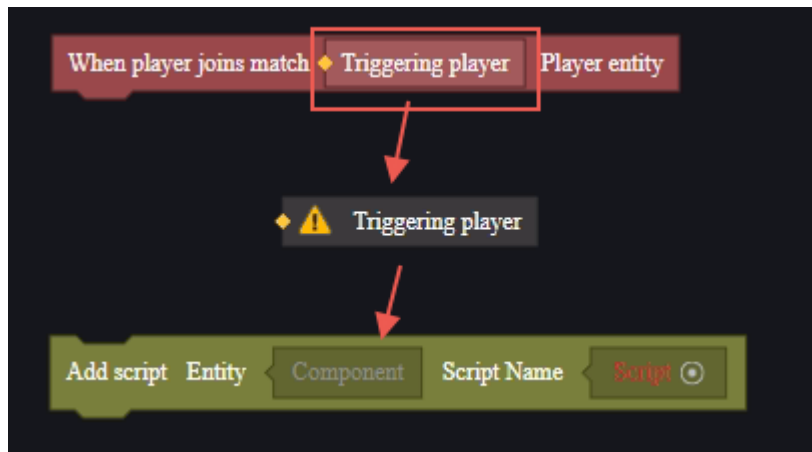 When player joins match Triggering player Player entity
Triggering player
Add script Entity Component Script Name Script